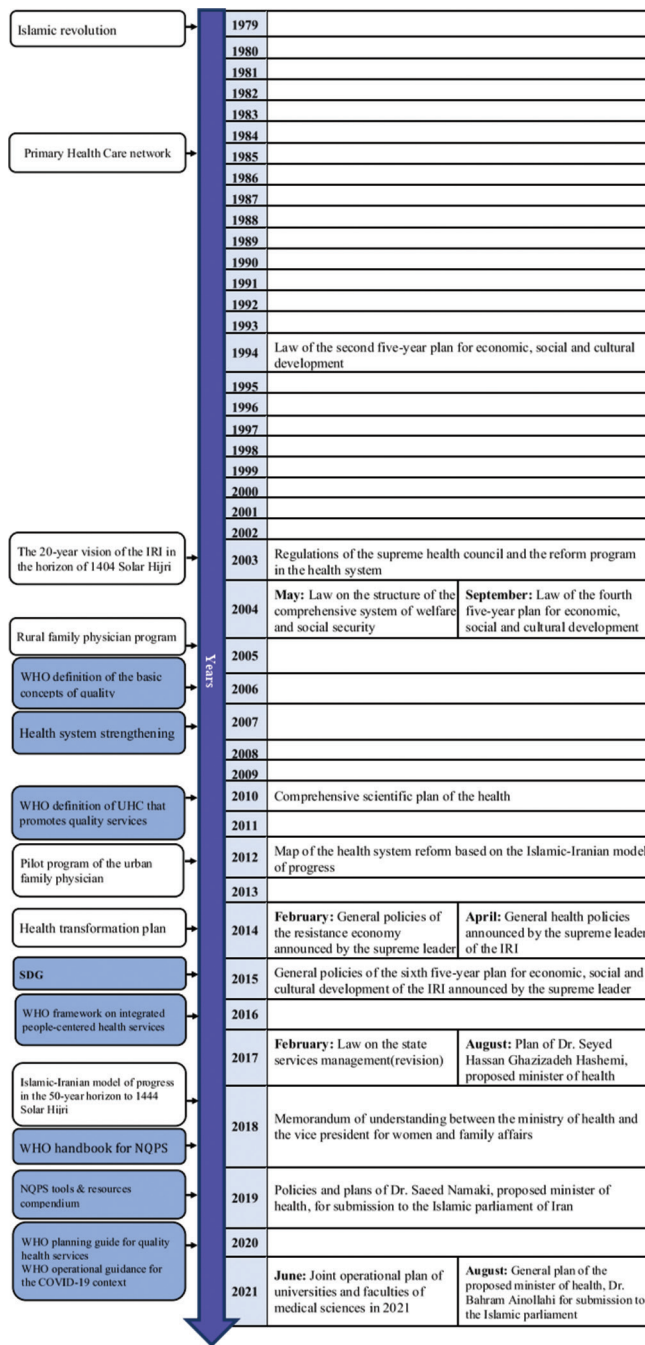 Islamic revolution
1979
1980
1981
1982
1983
1984
Primary Health Care network
1985
1986
1987
1988
1989
1990
1991
1992
1993
1994
Law of the second five-year plan for economic, social and cultural
development
1995
1996
1997
1998
1999
2000
2001
2002
The 20-year vision of the IRI in
the horizon of 1404 Solar Hijri
2003
Regulations of the supreme health council and the reform program
in the health system
2004
May: Law on the structure of the
comprehensive system of welfare
and social security
September: Law of the fourth
five-year plan for economic,
social and cultural development
Rural family physician program
Years
2005
WHO definition of the basic
concepts of quality
2006
Health system strengthening
2007
2008
2009
WHO definition of UHC that
promotes quality services
2010
Comprehensive scientific plan of the health
2011
Pilot program of the urban
family physician
2012
Map of the health system reform based on the Islamic-Iranian model
of progress
2013
Health transformation plan
2014
February: General policies of
the resistance economy
announced by the supreme leader
April: General health policies
announced by the supreme leader
of the IRI
SDG
2015
General policies of the sixth five-year plan for economic, social and
cultural development of the IRI announced by the supreme leader
WHO framework on integrated
people-centered health services
2016
2017
February: Law on the state
services management(revision)
August: Plan of Dr. Seyed
Hassan Ghazizadeh Hashemi,
proposed minister of health
Islamic-Iranian model of progress
in the 50-year horizon to 1444
Solar Hijri
2018
Memorandum of understanding between the ministry of health and
the vice president for women and family affairs
WHO handbook for NQPS
NQPS tools & resources
compendium
2019
Policies and plans of Dr. Saeed Namaki, proposed minister of
health, for submission to the Islamic parliament of Iran
WHO planning guide for quality
health services
WHO operational guidance for
the COVID-19 context
2020
2021
June: Joint operational plan of
universities and faculties of
medical sciences in 2021
August: General plan of the
proposed minister of health, Dr.
Bahram Ainollahi for submission to
the Islamic parliament